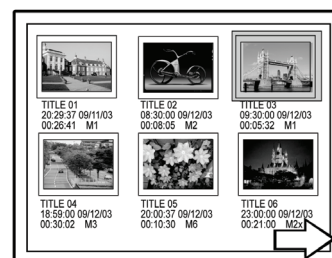 TITLE 01
20:29:37 09/11/03
00:26:41 M1
TITLE 02
08:30:00 09/12/03
00:08:05 M2
TITLE 03
09:30:00 09/12/03
00:05:32 M1
TITLE 04
18:59:00 09/12/03
00:30:02 M3
TITLE 05
20:00:37 09/12/03
00:10:30 M6
TITLE 06
23:00:00 09/12/03
00:21:00 M2x